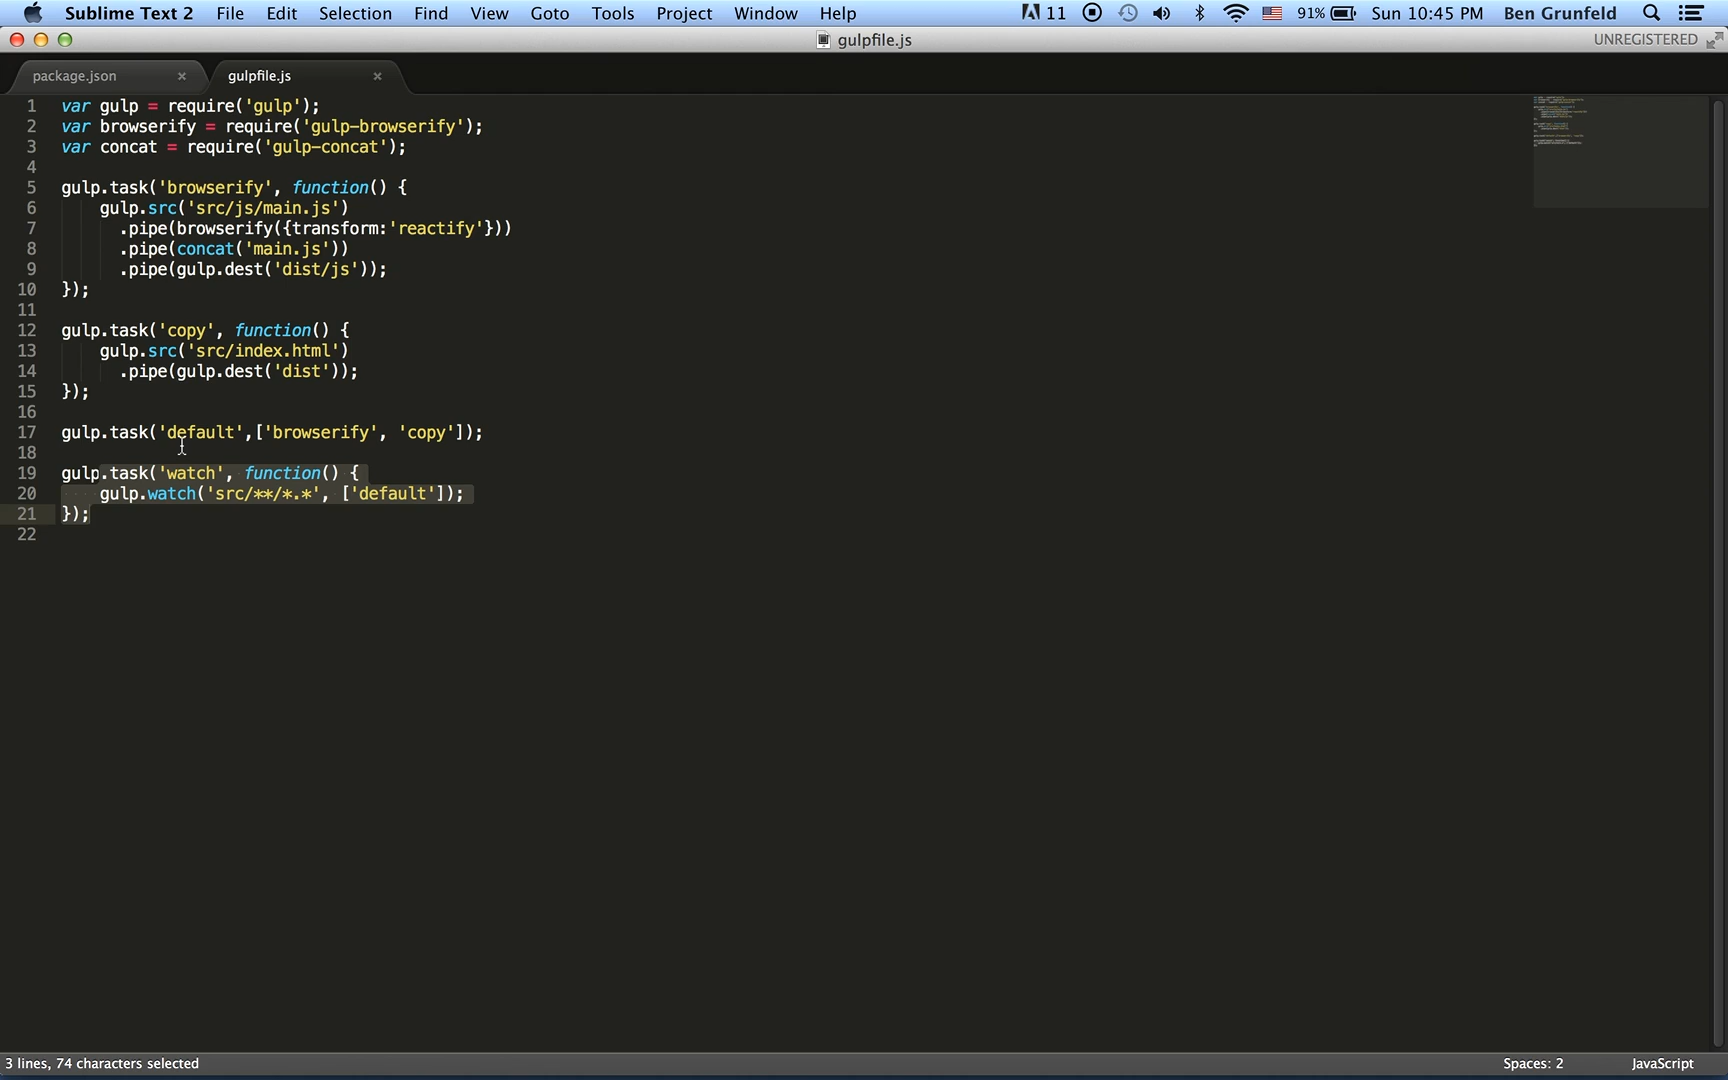 Sublime Text 2 File Edit Selection Find View Goto Tools Project Window Help 11 91% Sun 10:45 PM Ben Grunfeld
gulpfile.js UNREGISTERED
package.json × gulpfile.js ×
1 var gulp = require('gulp');
2 var browserify = require('gulp-browserify');
3 var concat = require('gulp-concat');
4
5 gulp.task('browserify', function() {
6 gulp.src('src/js/main.js')
7 .pipe(browserify({transform:'reactify'}))
8 .pipe(concat('main.js'))
9 .pipe(gulp.dest('dist/js'));
10 });
11
12 gulp.task('copy', function() {
13 gulp.src('src/index.html')
14 .pipe(gulp.dest('dist'));
15 });
16
17 gulp.task('default',['browserify', 'copy']);
18
19 gulp.task('watch', function() {
20 gulp.watch('src/**/*.*', ['default']);
21 });
22
3 lines, 74 characters selected Spaces: 2 JavaScript